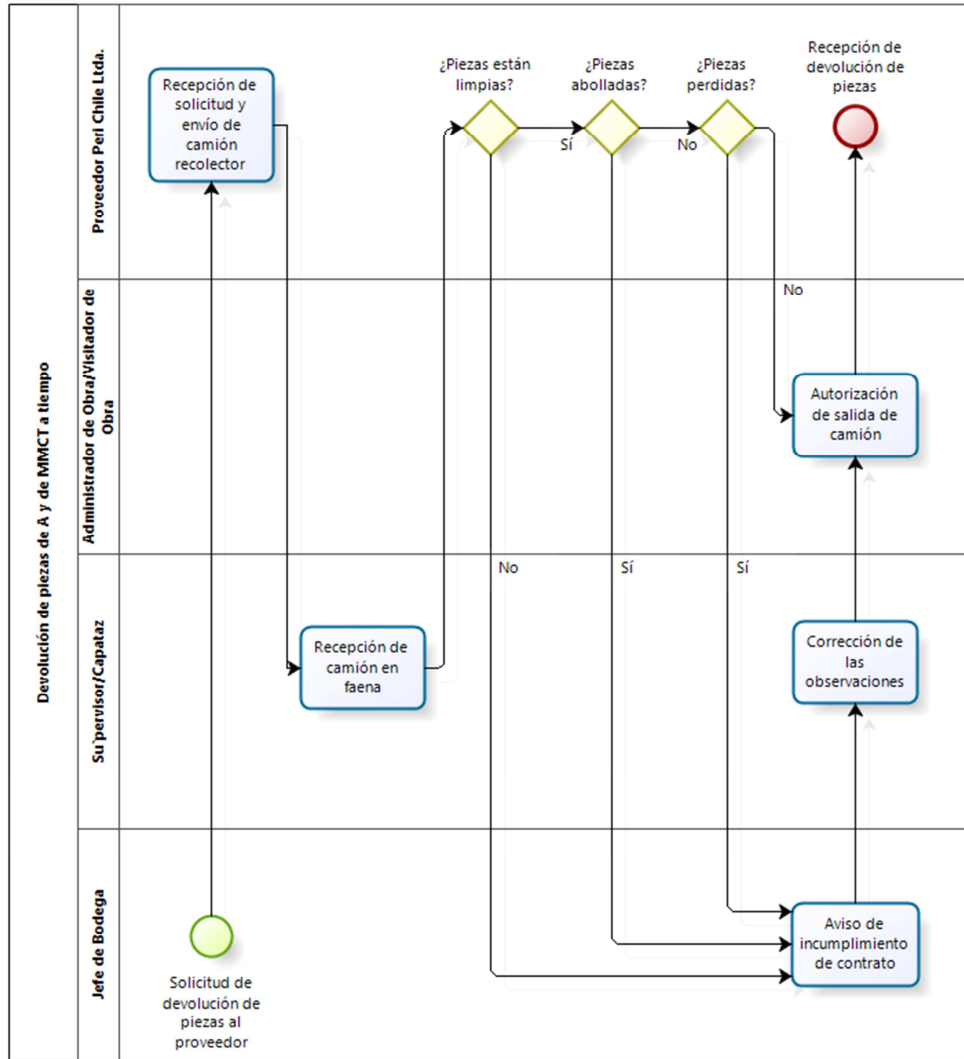 Devolución de piezas de A y de MMCT a tiempo
Proveedor Peri Chile Ltda.
Recepción de
solicitud y
envío de
camión
recolector
¿Piezas están
limpias?
Sí
¿Piezas
abolladas?
No
¿Piezas
perdidas?
Recepción de
devolución de
piezas
Administrador de Obra/Visitador de
Obra
No
Autorización
de salida de
camión
Su`pervisor/Capataz
Recepción de
camión en
faena
No
Sí
Sí
Corrección de
las
observaciones
Jefe de Bodega
Solicitud de
devolución de
piezas al
proveedor
Aviso de
incumplimiento
de contrato